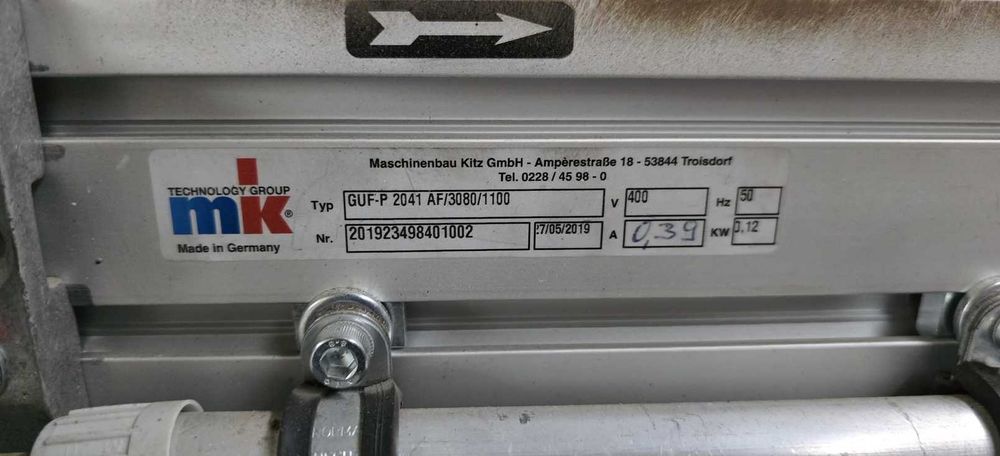 Maschinenbau Kitz GmbH - Ampèrestraße 18 - 53844 Troisdorf
Tel. 0228 / 45 98 - 0
TECHNOLOGY GROUP
mk®
Made in Germany
Typ GUF-P 2041 AF/3080/1100 V 400 Hz 50
Nr. 201923498401002 27/05/2019 A 0,39 KW 0,12